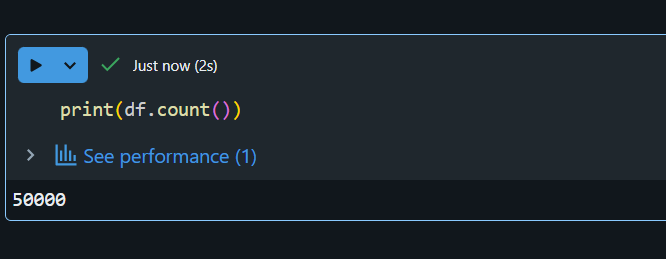 Just now (2s)
print(df.count())
See performance (1)
50000